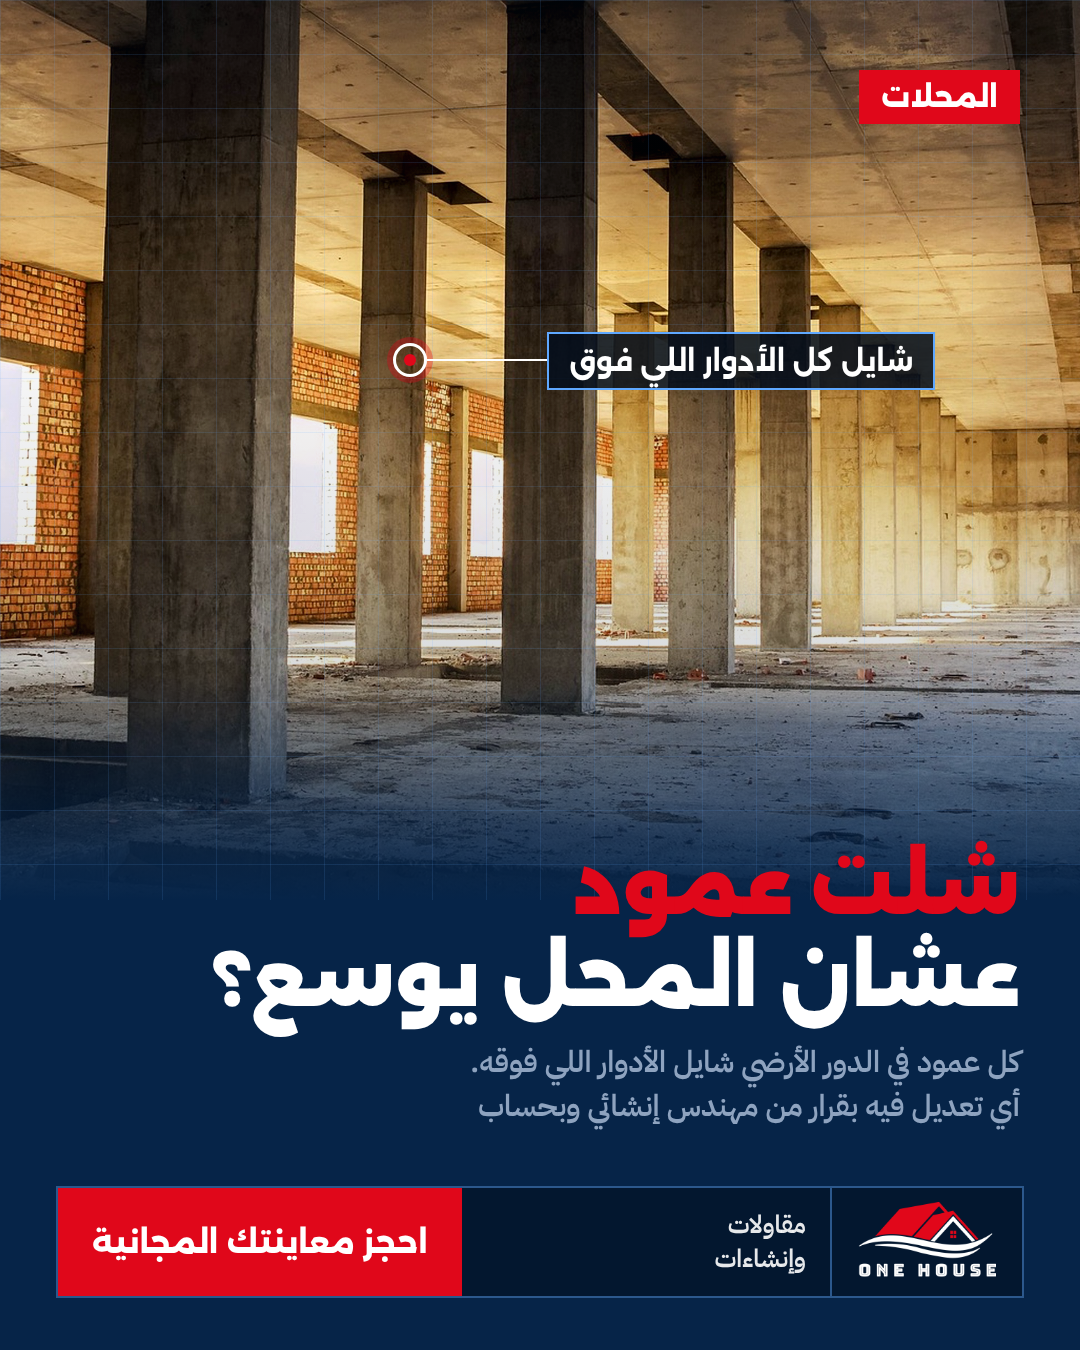 المحلات
شايل كل الأدوار اللي فوق
شلت عمود
عشان المحل يوسع؟
كل عمود في الدور الأرضي شايل الأدوار اللي فوقه.
أي تعديل فيه بقرار من مهندس إنشائي وبحساب
مقاولات
وإنشاءات
احجز معاينتك المجانية
ONE HOUSE